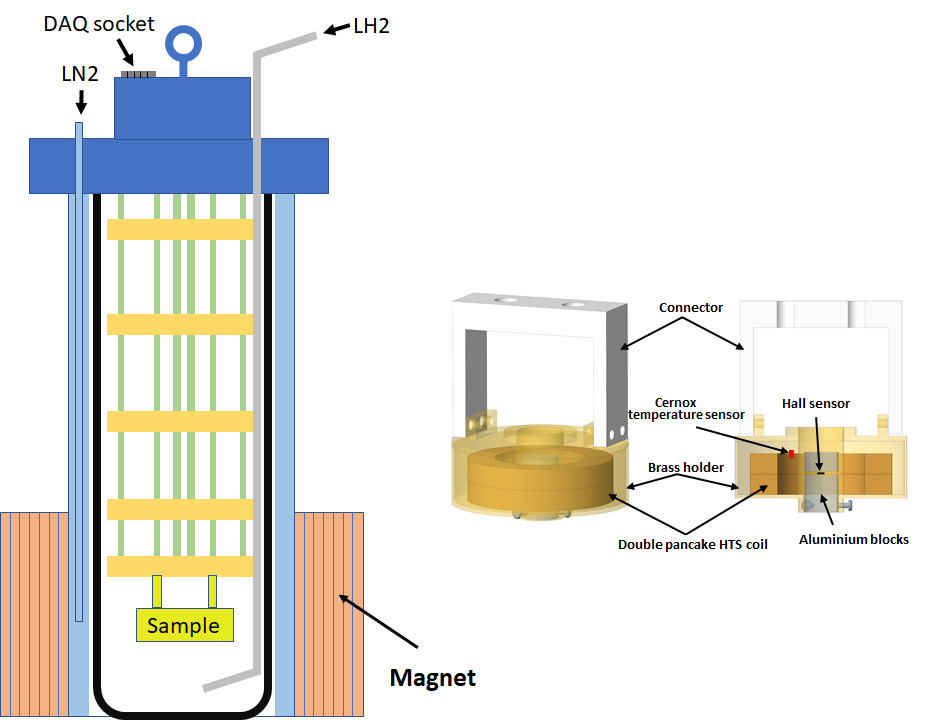 DAQ socket
LH2
LN2
Sample
Magnet
Connector
Cernox
temperature sensor
Hall sensor
Brass holder
Double pancake HTS coil
Aluminium blocks